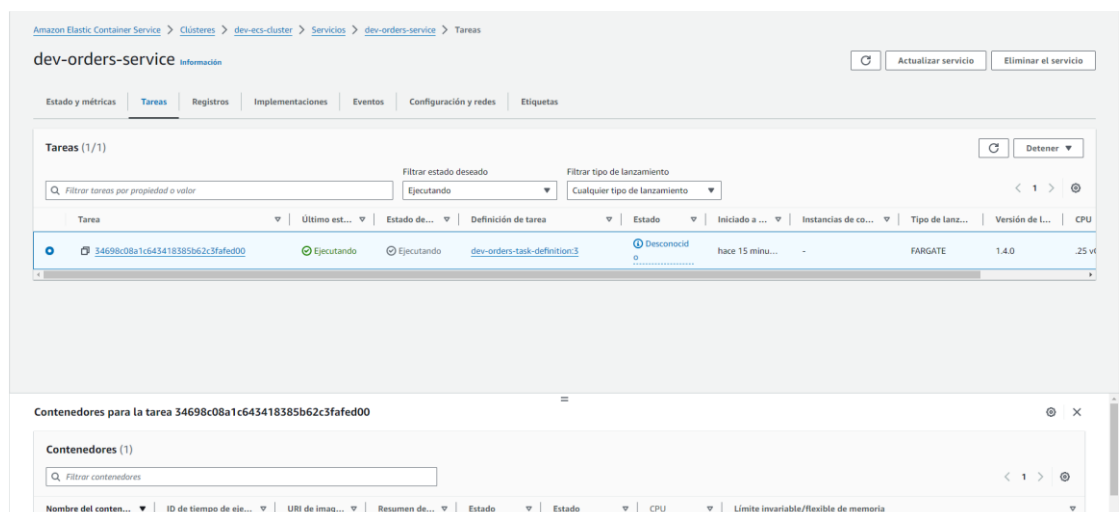 Amazon Elastic Container Service > Clústeres > dev-ecs-cluster > Servicios > dev-orders-service > Tareas
dev-orders-service Información
Actualizar servicio Eliminar el servicio
Estado y métricas Tareas Registros Implementaciones Eventos Configuración y redes Etiquetas
Tareas (1/1)
Detener
Filtrar estado deseado Filtrar tipo de lanzamiento
Filtrar tareas por propiedad o valor Ejecutando Cualquier tipo de lanzamiento < 1 >
Tarea Último est... Estado de... Definición de tarea Estado Iniciado a ... Instancias de co... Tipo de lanz... Versión de l... CPU
34698c08a1c643418385b62c3fafed00 Ejecutando Ejecutando dev-orders-task-definition:3 Desconocid
o hace 15 minu... - FARGATE 1.4.0 .25 v
Contenedores para la tarea 34698c08a1c643418385b62c3fafed00
Contenedores (1)
Filtrar contenedores < 1 >
Nombre del conten... ID de tiempo de eje... URI de imag... Resumen de... Estado Estado CPU Límite invariable/flexible de memoria